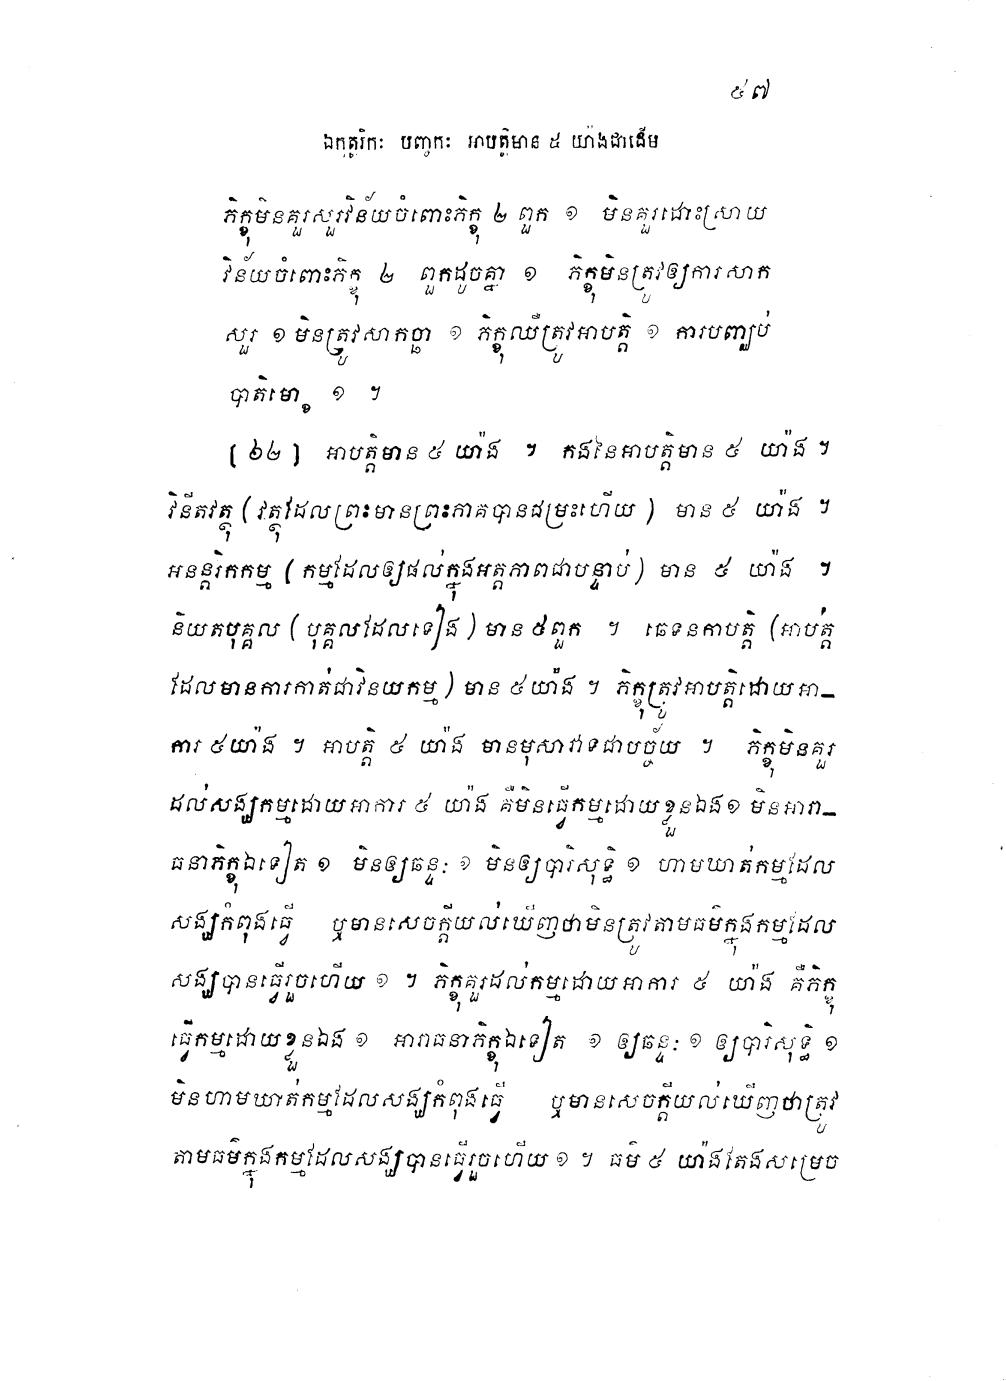 ៥៧
ឯកុត្តរិកៈ បញ្ចកៈ អាបត្តិមាន ៥ យ៉ាងជាដើម
ភិក្ខុមិនគួរសួរវិន័យចំពោះភិក្ខុ ២ ពួក ១ មិនគួរដោះស្រាយ
វិន័យចំពោះភិក្ខុ ២ ពួកដូចគ្នា ១ ភិក្ខុមិនត្រូវឲ្យការសាក
សួរ ១ មិនត្រូវសាកច្ឆា ១ ភិក្ខុឈឺត្រូវអាបត្តិ ១ ការបញ្ឈប់
បាតិមោក្ខ ១ ។
[ ៦២ ] អាបត្តិមាន ៥ យ៉ាង ។ កងនៃអាបត្តិមាន ៥ យ៉ាង ។
វិនីតវត្ថុ ( វត្ថុដែលព្រះមានព្រះភាគបានជម្រះហើយ ) មាន ៥ យ៉ាង ។
អនន្តរិកកម្ម ( កម្មដែលឲ្យផលក្នុងអត្តភាពជាបន្ទាប់ ) មាន ៥ យ៉ាង ។
និយតបុគ្គល ( បុគ្គលដែលទៀង ) មាន ៥ពួក ។ ឆេទនកាបត្តិ (អាបត្តិ
ដែលមានការកាត់ជាវិនយកម្ម ) មាន ៥យ៉ាង ។ ភិក្ខុត្រូវអាបត្តិដោយអា-
ការ ៥យ៉ាង ។ អាបត្តិ ៥ យ៉ាង មានមុសាវាទជាបច្ច័យ ។ ភិក្ខុមិនគួរ
ដល់សង្ឃកម្មដោយអាការ ៥ យ៉ាង គឺមិនធ្វើកម្មដោយខ្លួនឯង១ មិនអារា-
ធនាភិក្ខុឯទៀត ១ មិនឲ្យឆន្ទៈ ១ មិនឲ្យបារិសុទ្ធិ ១ ហាមឃាត់កម្មដែល
សង្ឃកំពុងធ្វើ ឬមានសេចក្តីយល់ឃើញថាមិនត្រូវតាមធម៌ក្នុងកម្មដែល
សង្ឃបានធ្វើរួចហើយ ១ ។ ភិក្ខុគួរដល់កម្មដោយអាការ ៥ យ៉ាង គឺភិក្ខុ
ធ្វើកម្មដោយខ្លួនឯង ១ អារាធនាភិក្ខុឯទៀត ១ ឲ្យឆន្ទៈ ១ ឲ្យបារិសុទ្ធិ ១
មិនហាមឃាត់កម្មដែលសង្ឃកំពុងធ្វើ ឬមានសេចក្តីយល់ឃើញថាត្រូវ
តាមធម៌ក្នុងកម្មដែលសង្ឃបានធ្វើរួចហើយ ១ ។ ធម៌ ៥ យ៉ាងតែងសម្រេច